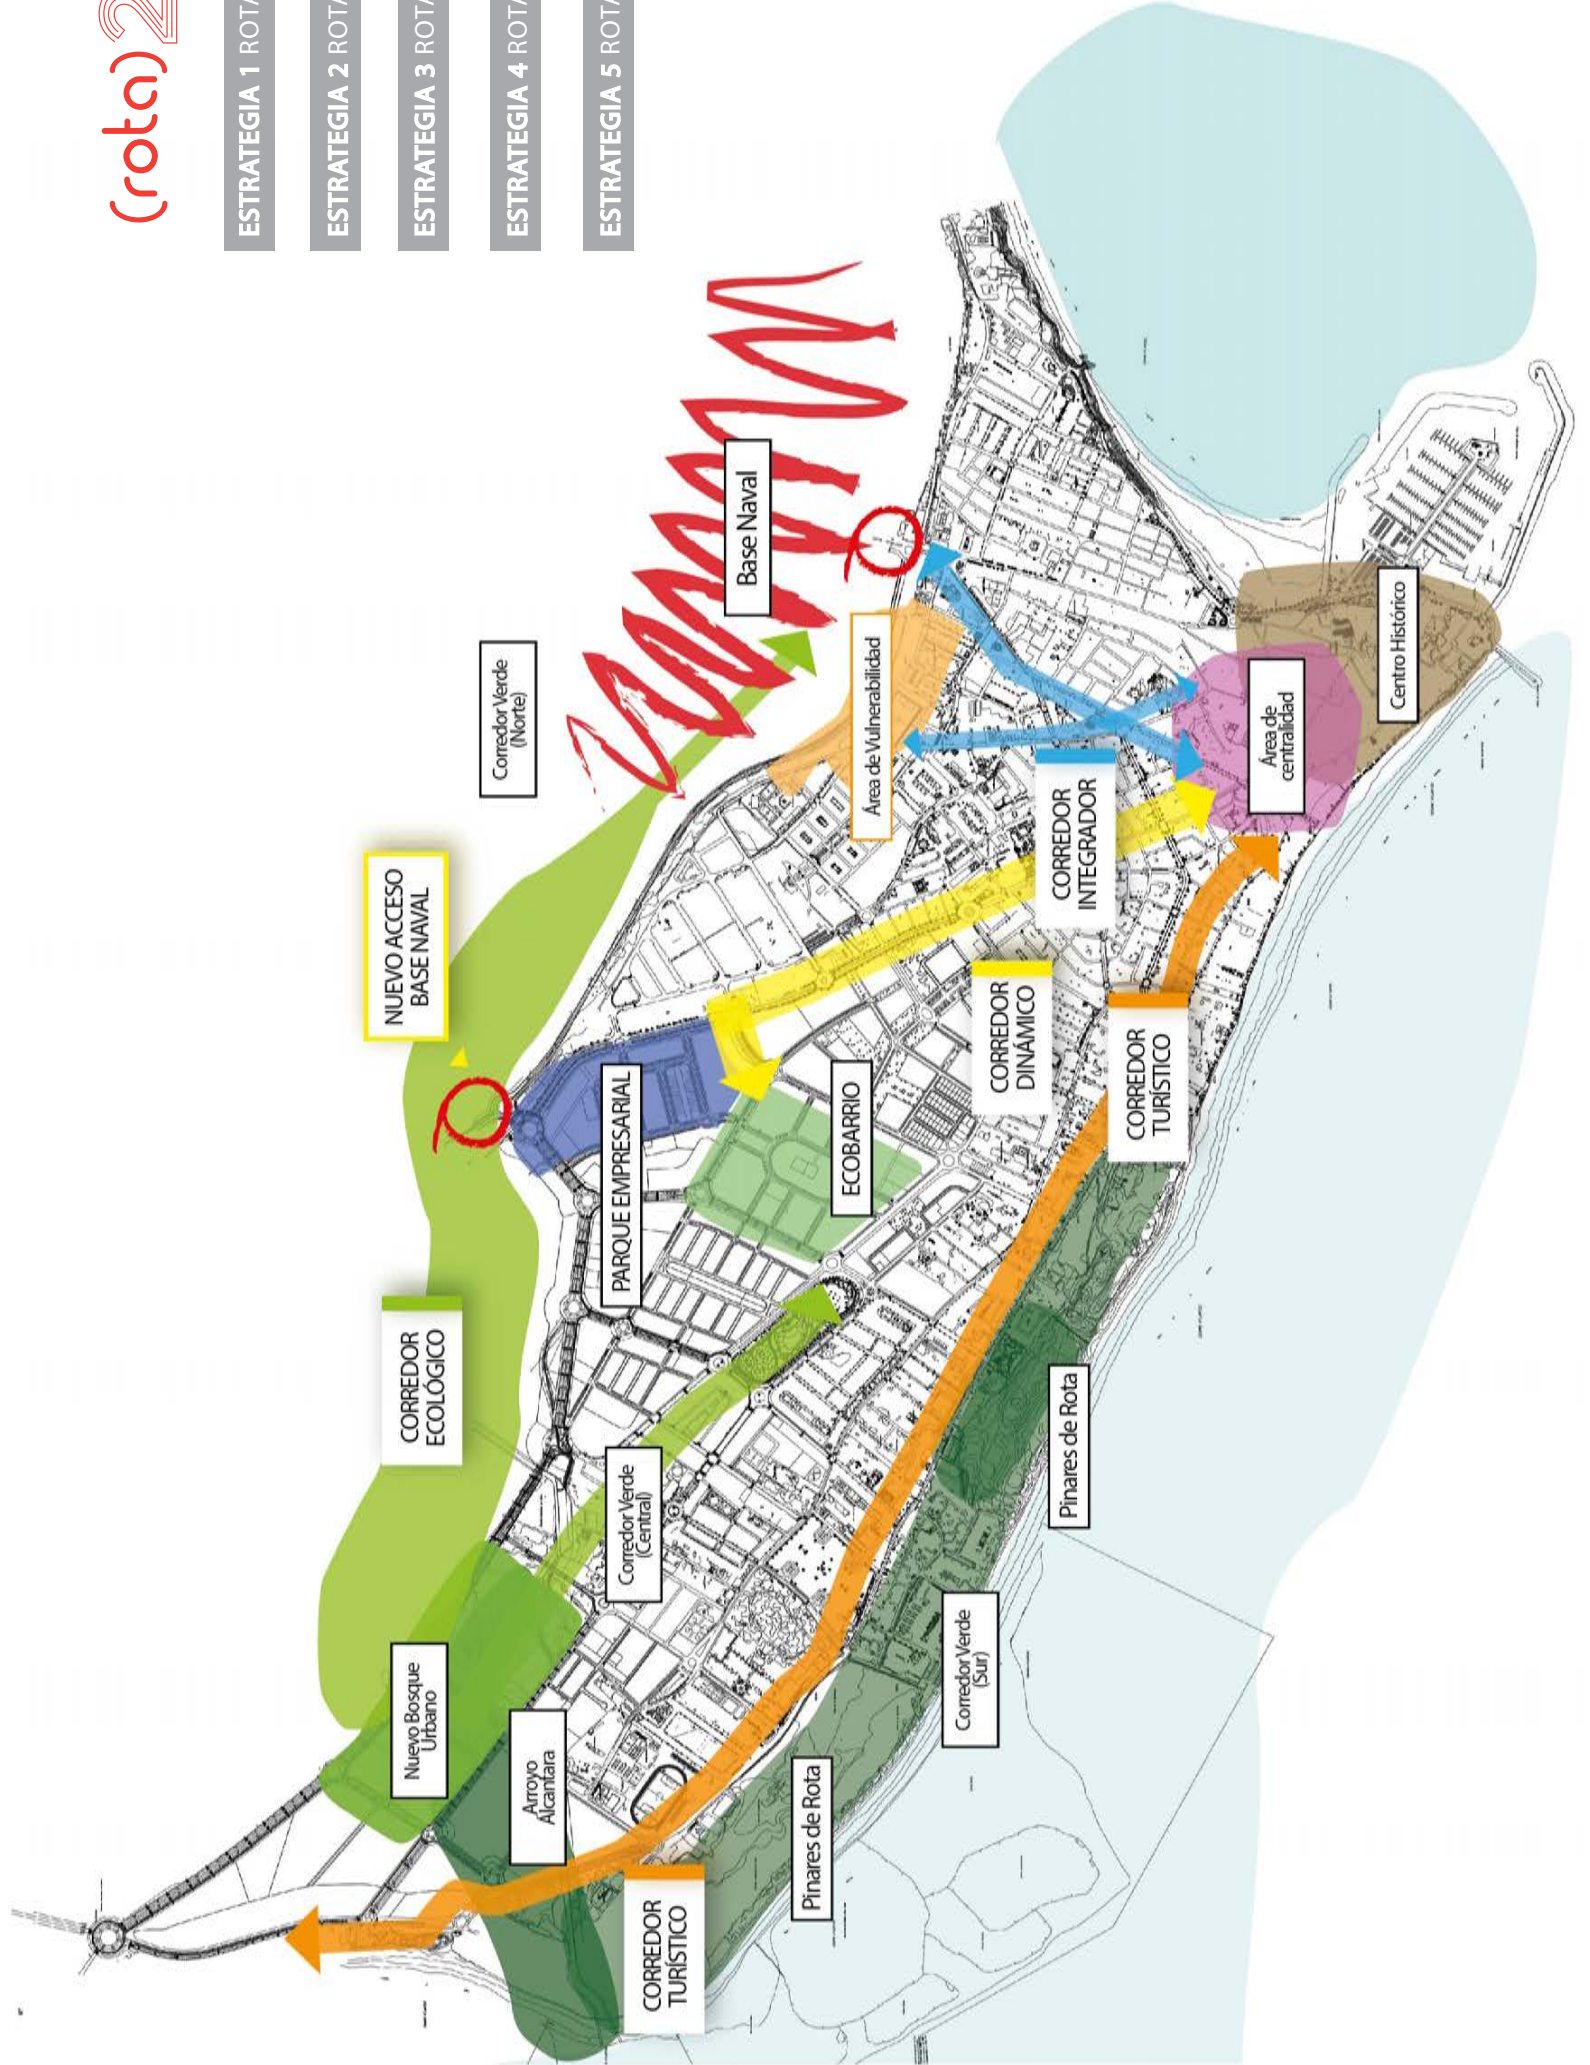 (rota)2
ESTRATEGIA 1 ROTA
ESTRATEGIA 2 ROTA
ESTRATEGIA 3 ROTA
ESTRATEGIA 4 ROTA
ESTRATEGIA 5 ROTA
CORREDOR
ECOLÓGICO
NUEVO ACCESO
BASE NAVAL
Corredor Verde
(Norte)
Nuevo Bosque
Urbano
Arroyo
Alcantara
Corredor Verde
(Central)
PARQUE EMPRESARIAL
Base Naval
CORREDOR
TURÍSTICO
ECOBARRIO
Área de Vulnerabilidad
Pinares de Rota
Corredor Verde
(Sur)
CORREDOR
DINÁMICO
CORREDOR
INTEGRADOR
Pinares de Rota
CORREDOR
TURÍSTICO
Área de
centralidad
Centro Histórico